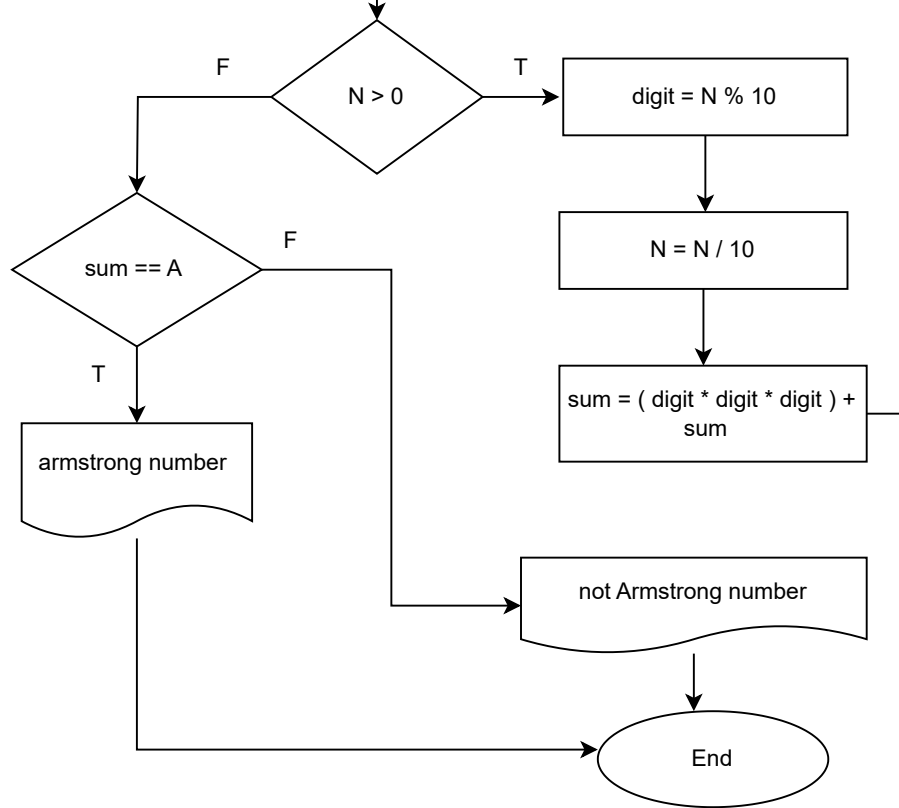 F
T
N > 0
digit = N % 10
F
sum == A
N = N / 10
T
sum = ( digit * digit * digit ) +
sum
armstrong number
not Armstrong number
End